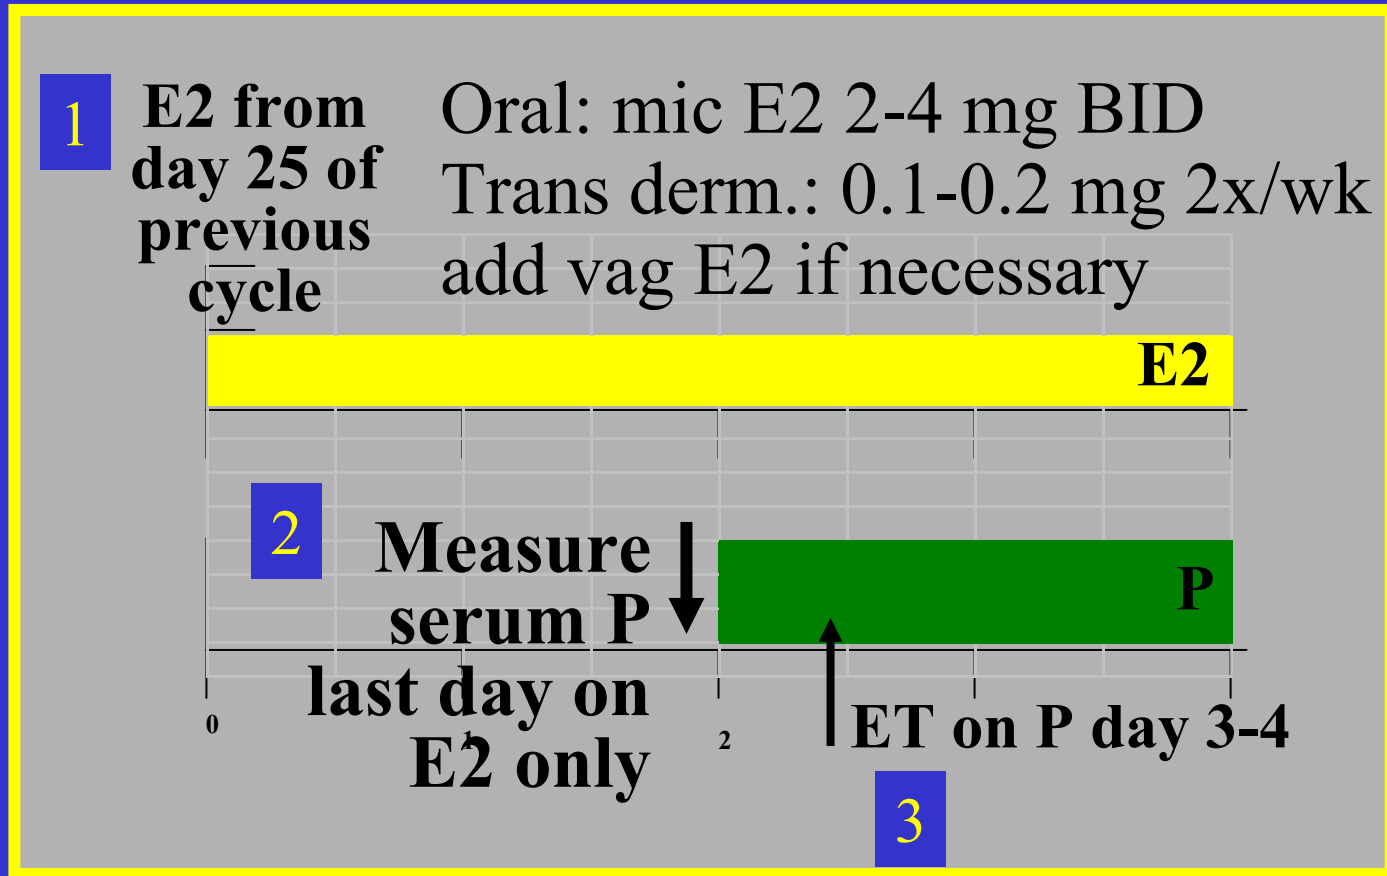 1
E2 from
day 25 of
previous
cycle
Oral: mic E2 2-4 mg BID
Trans derm.: 0.1-0.2 mg 2x/wk
add vag E2 if necessary
E2
2
Measure
serum P
last day on
E2 only
P
0
1
2
ET on P day 3-4
3